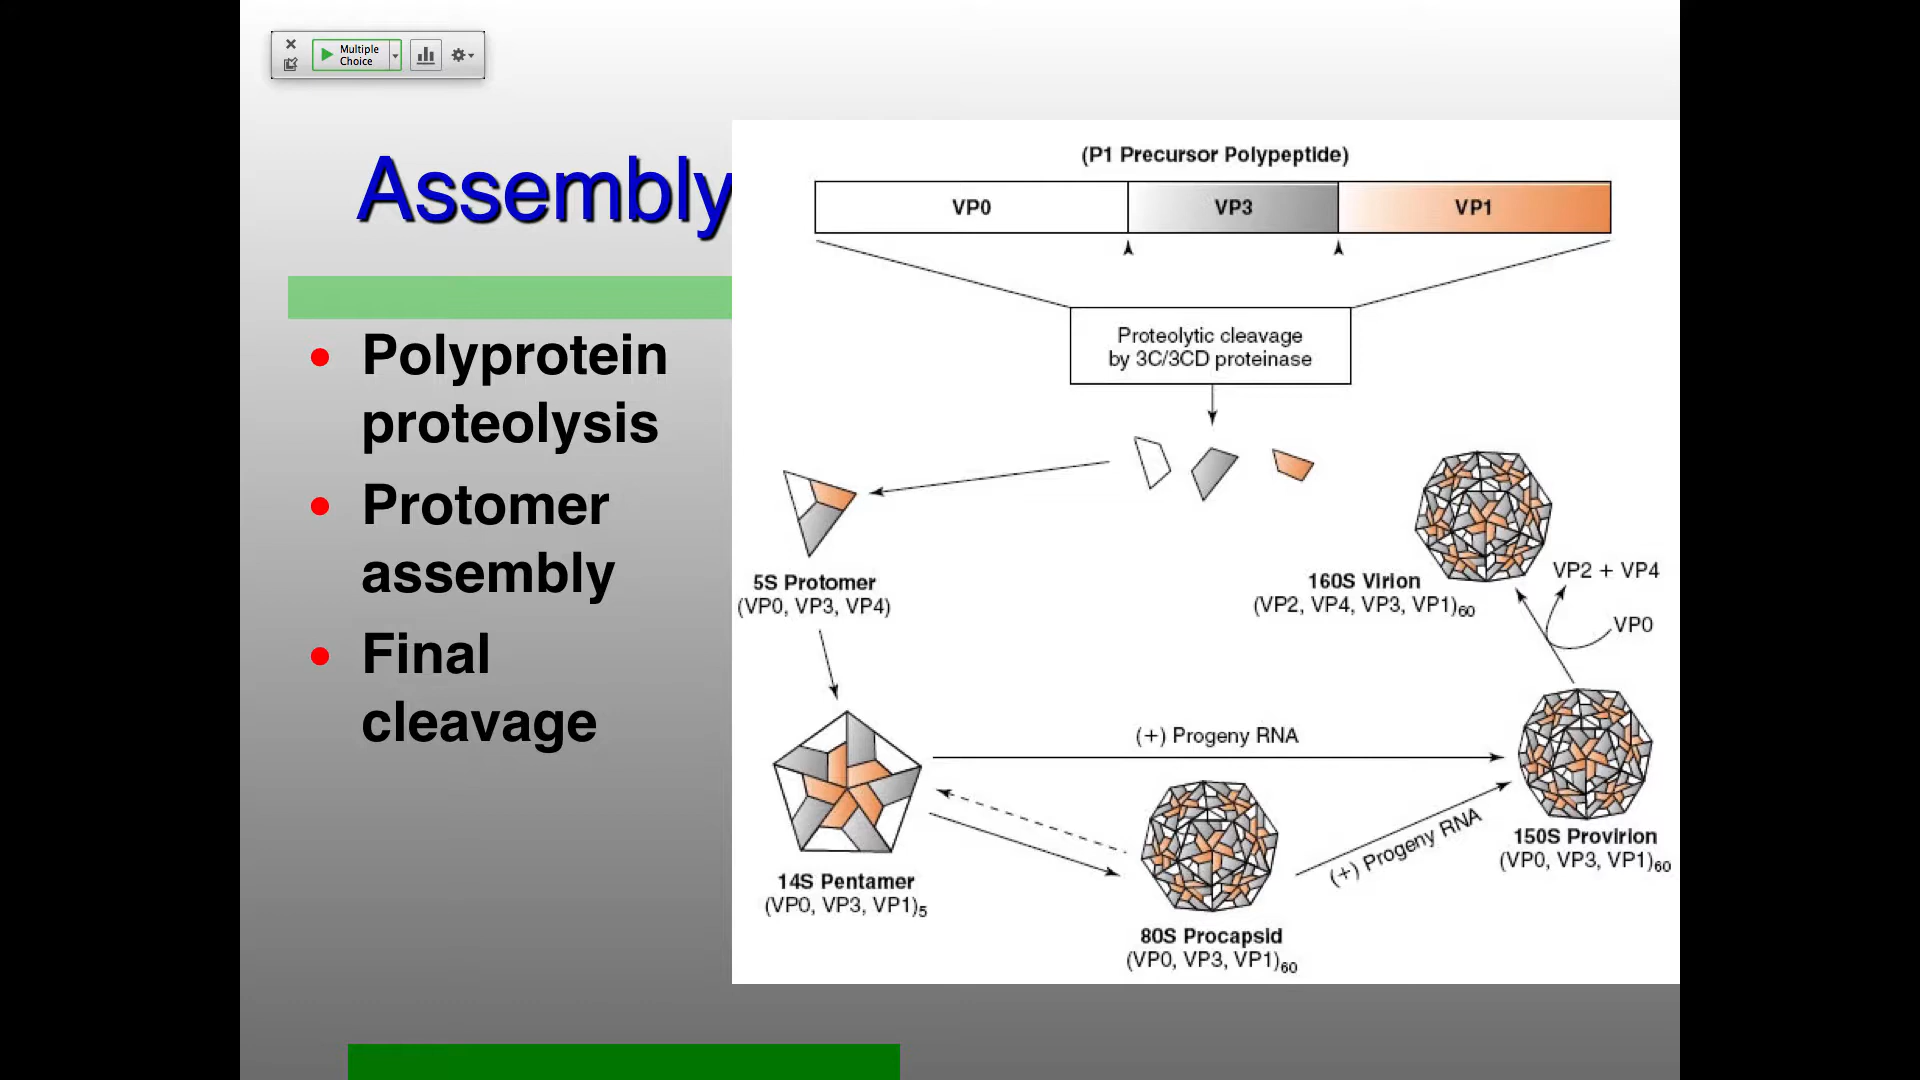 Multiple
Choice
Assembly
Polyprotein
proteolysis
Protomer
assembly
Final
cleavage
(P1 Precursor Polypeptide)
VP0 VP3 VP1
Proteolytic cleavage
by 3C/3CD proteinase
5S Protomer
(VP0, VP3, VP4)
160S Virion
(VP2, VP4, VP3, VP1)60
VP2 + VP4
VP0
(+) Progeny RNA
14S Pentamer
(VP0, VP3, VP1)5
80S Procapsid
(VP0, VP3, VP1)60
(+) Progeny RNA
150S Provirion
(VP0, VP3, VP1)60